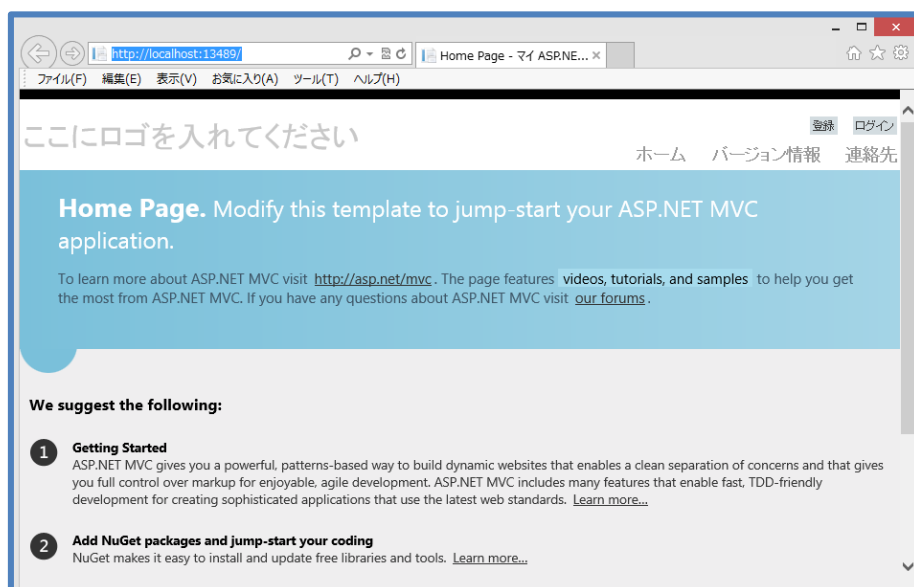 http://localhost:13489/
Home Page - マイ ASP.NE...
ファイル(F) 編集(E) 表示(V) お気に入り(A) ツール(T) ヘルプ(H)
ここにロゴを入れてください
登録 ログイン
ホーム バージョン情報 連絡先
Home Page. Modify this template to jump-start your ASP.NET MVC
application.
To learn more about ASP.NET MVC visit http://asp.net/mvc. The page features videos, tutorials, and samples to help you get
the most from ASP.NET MVC. If you have any questions about ASP.NET MVC visit our forums.
We suggest the following:
1 Getting Started
ASP.NET MVC gives you a powerful, patterns-based way to build dynamic websites that enables a clean separation of concerns and that gives
you full control over markup for enjoyable, agile development. ASP.NET MVC includes many features that enable fast, TDD-friendly
development for creating sophisticated applications that use the latest web standards. Learn more...
2 Add NuGet packages and jump-start your coding
NuGet makes it easy to install and update free libraries and tools. Learn more...